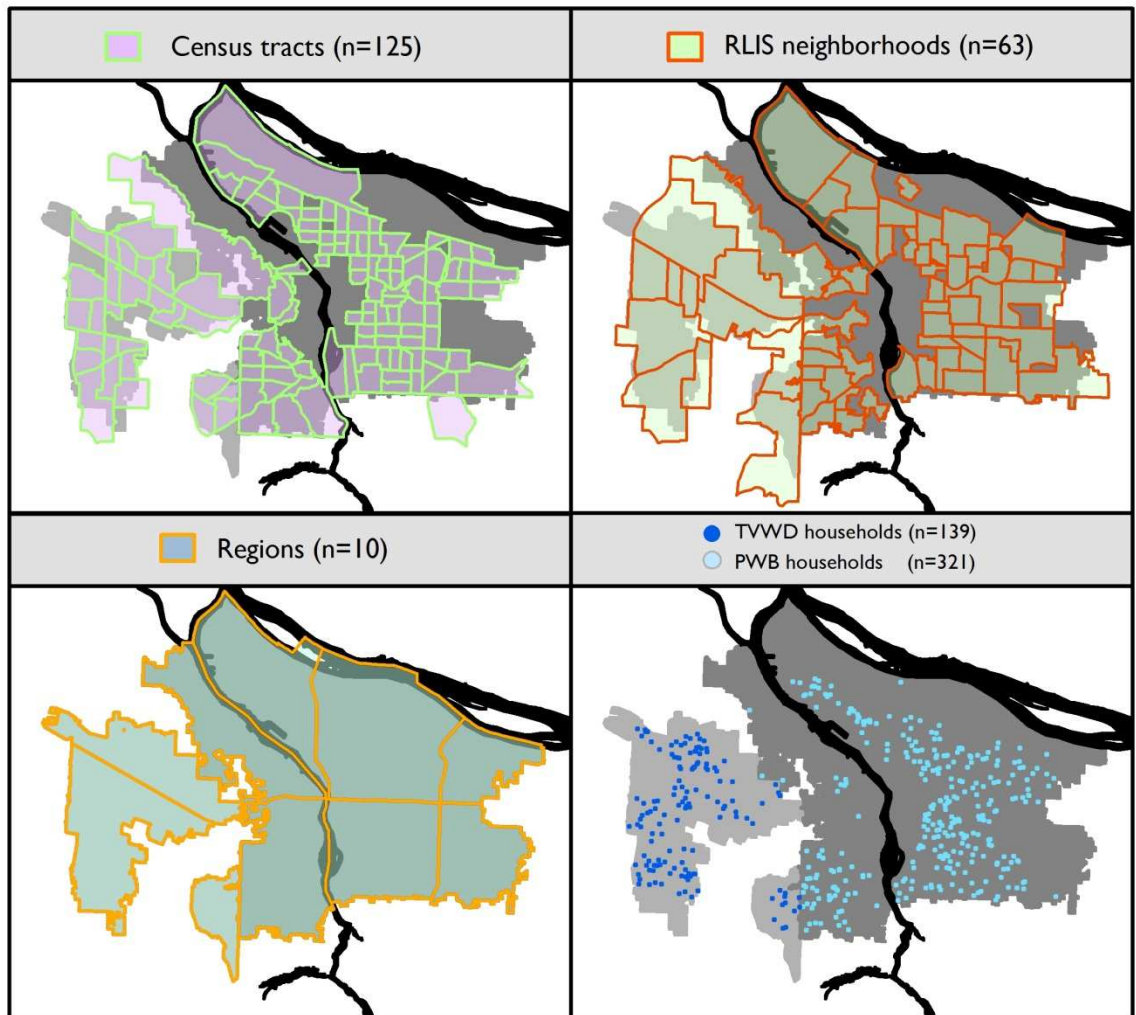 Census tracts (n=125)
RLIS neighborhoods (n=63)
Regions (n=10)
TVWD households (n=139)
PWB households (n=321)